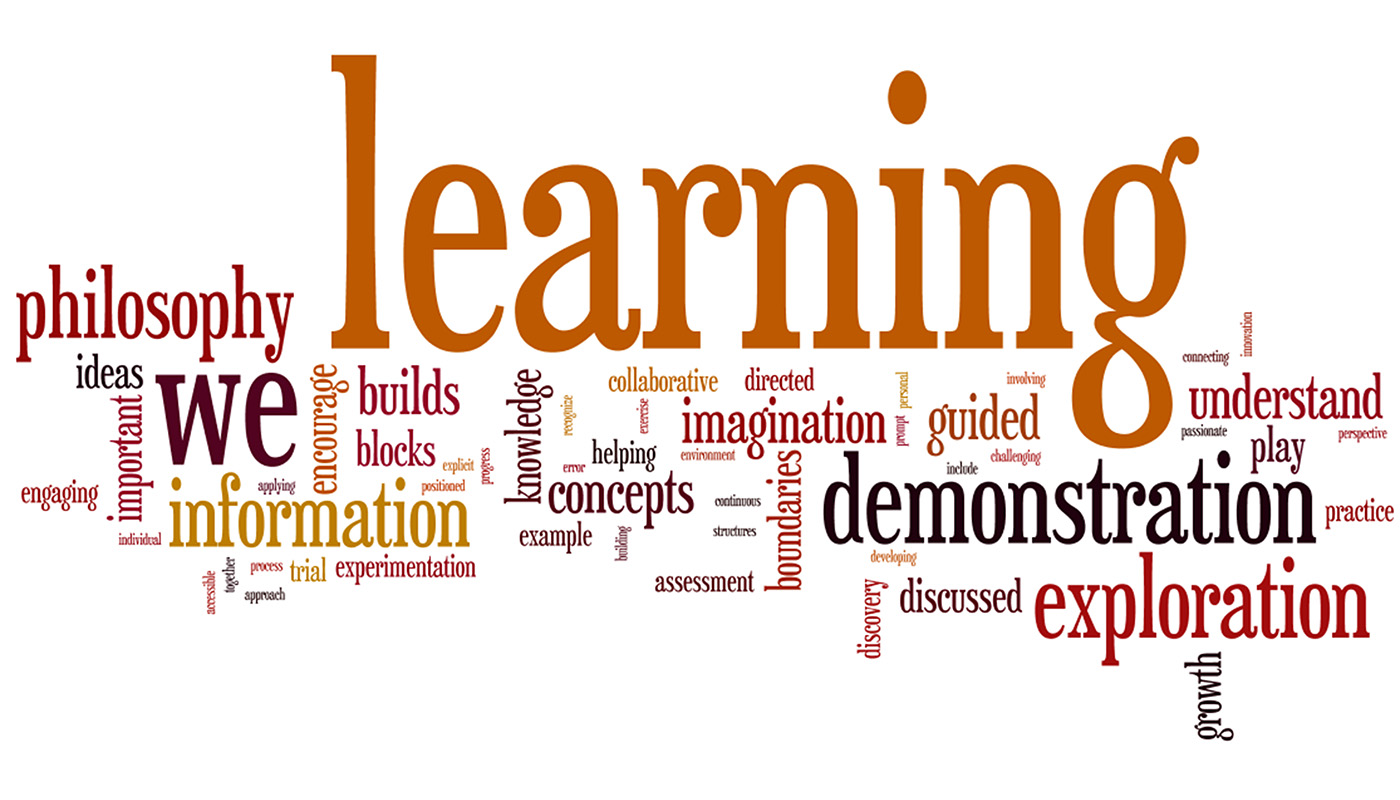 learning
philosophy
ideas
we
important
engaging
individual
information
applying
encourage
builds
blocks
explicit
progress
positioned
accessible
together
process
approach
trial
experimentation
knowledge
recognize
error
concepts
example
helping
building
collaborative
exercise
directed
imagination
environment
continuous
structures
boundaries
assessment
personal
prompt
guided
involving
challenging
include
demonstration
developing
discovery
discussed
exploration
growth
connecting
innovation
understand
passionate
perspective
play
practice